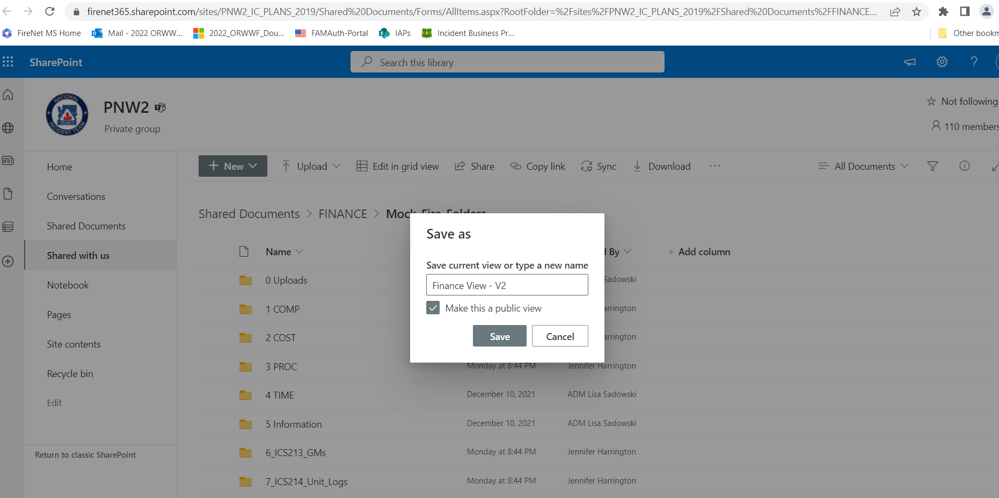 firenet365.sharepoint.com/sites/PNW2_IC_PLANS_2019/Shared%20Documents/Forms/AllItems.aspx?RootFolder=%2Fsites%2FPNW2_IC_PLANS_2019%2FShared%20Documents%2FFINANCE...
FireNet MS Home Mail - 2022 ORWW... 2022_ORWWF_Dou... FAMAuth-Portal IAPs Incident Business Pr... Other bookm
SharePoint Search this library ?
NATIONAL INCIDENT TEAM
TEAM 2
PNW2
Private group
Not following
110 members
Home
Conversations
Shared Documents
Shared with us
Notebook
Pages
Site contents
Recycle bin
Edit
Return to classic SharePoint
+ New Upload Edit in grid view Share Copy link Sync Download ... All Documents
Shared Documents > FINANCE > Mock_Fire_Folders
Name d By + Add column
0 Uploads Sadowski
1 COMP arrington
2 COST arrington
3 PROC Monday at 8:44 PM Jennifer Harrington
4 TIME December 10, 2021 ADM Lisa Sadowski
5 Information December 10, 2021 ADM Lisa Sadowski
6_ICS213_GMs Monday at 8:44 PM Jennifer Harrington
7_ICS214_Unit_Logs Monday at 8:44 PM Jennifer Harrington
Save as
Save current view or type a new name
Finance View - V2
Make this a public view
Save Cancel